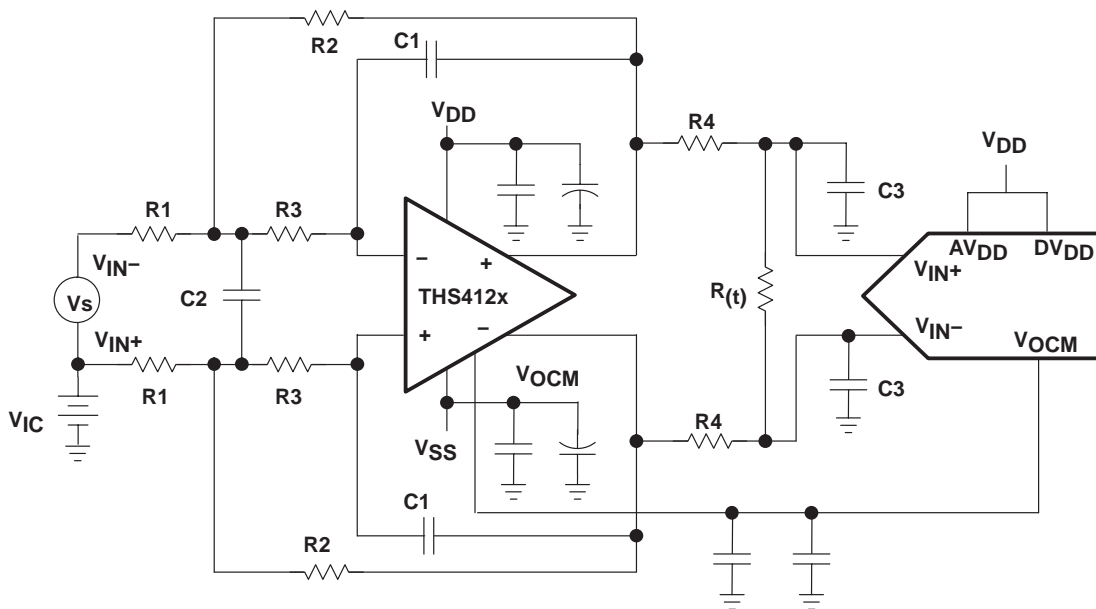 R2
C1
VDD
R4
VDD
C3
R1
R3
AVDD
DVDD
VIN−
VIN+
−
+
Vs
C2
THS412x
R(t)
VIN+
+
−
VIN−
VOCM
R1
R3
VOCM
C3
VIC
R4
VSS
C1
R2